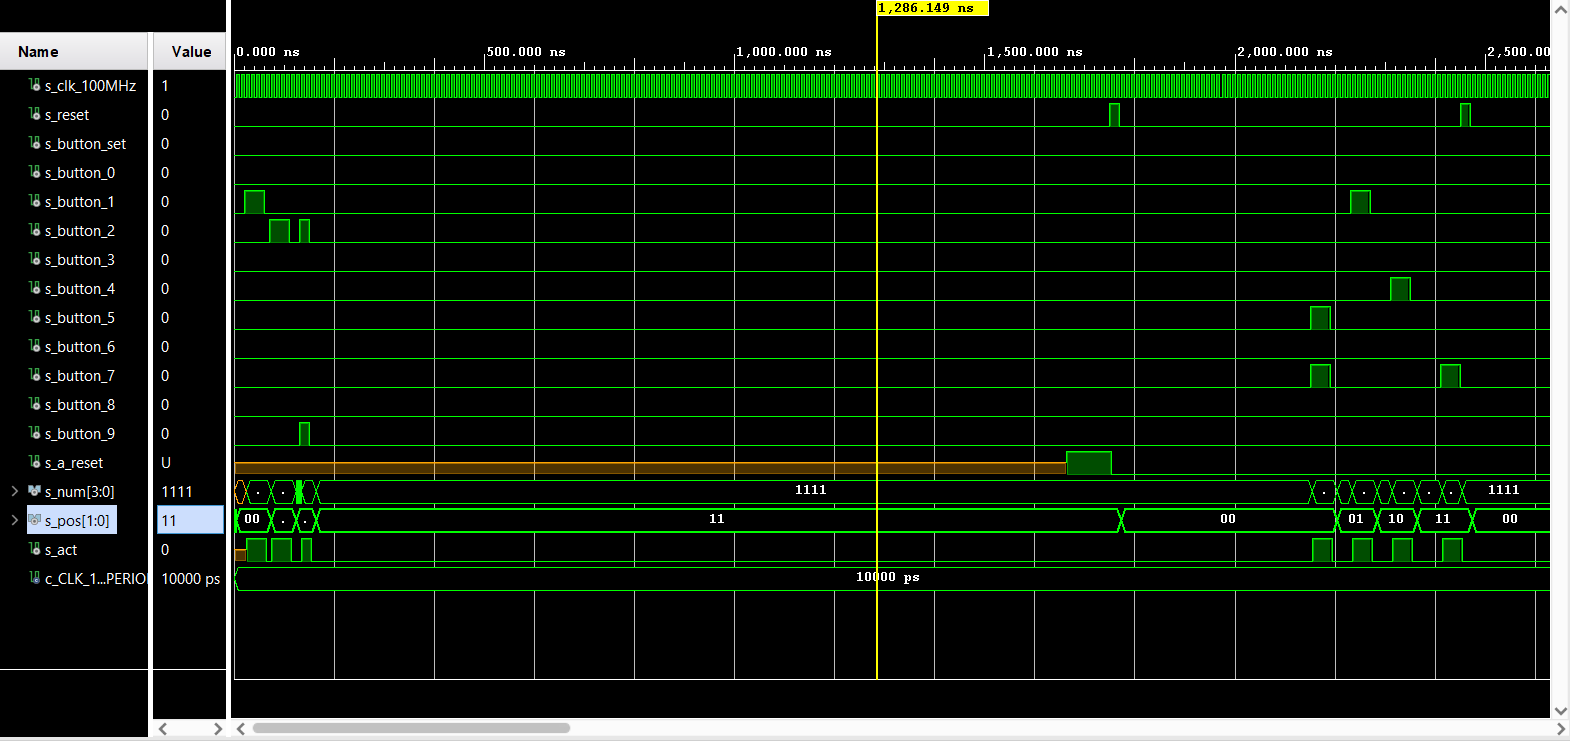 1,286.149 ns
Name Value 0.000 ns 500.000 ns 1,000.000 ns 1,500.000 ns 2,000.000 ns 2,500.00
s_clk_100MHz 1
s_reset 0
s_button_set 0
s_button_0 0
s_button_1 0
s_button_2 0
s_button_3 0
s_button_4 0
s_button_5 0
s_button_6 0
s_button_7 0
s_button_8 0
s_button_9 0
s_a_reset U
s_num[3:0] 1111 . . . 1111 . . . . . 1111
s_pos[1:0] 11 00 . . 11 00 01 10 11 00
s_act 0
c_CLK_1...PERIO 10000 ps 10000 ps